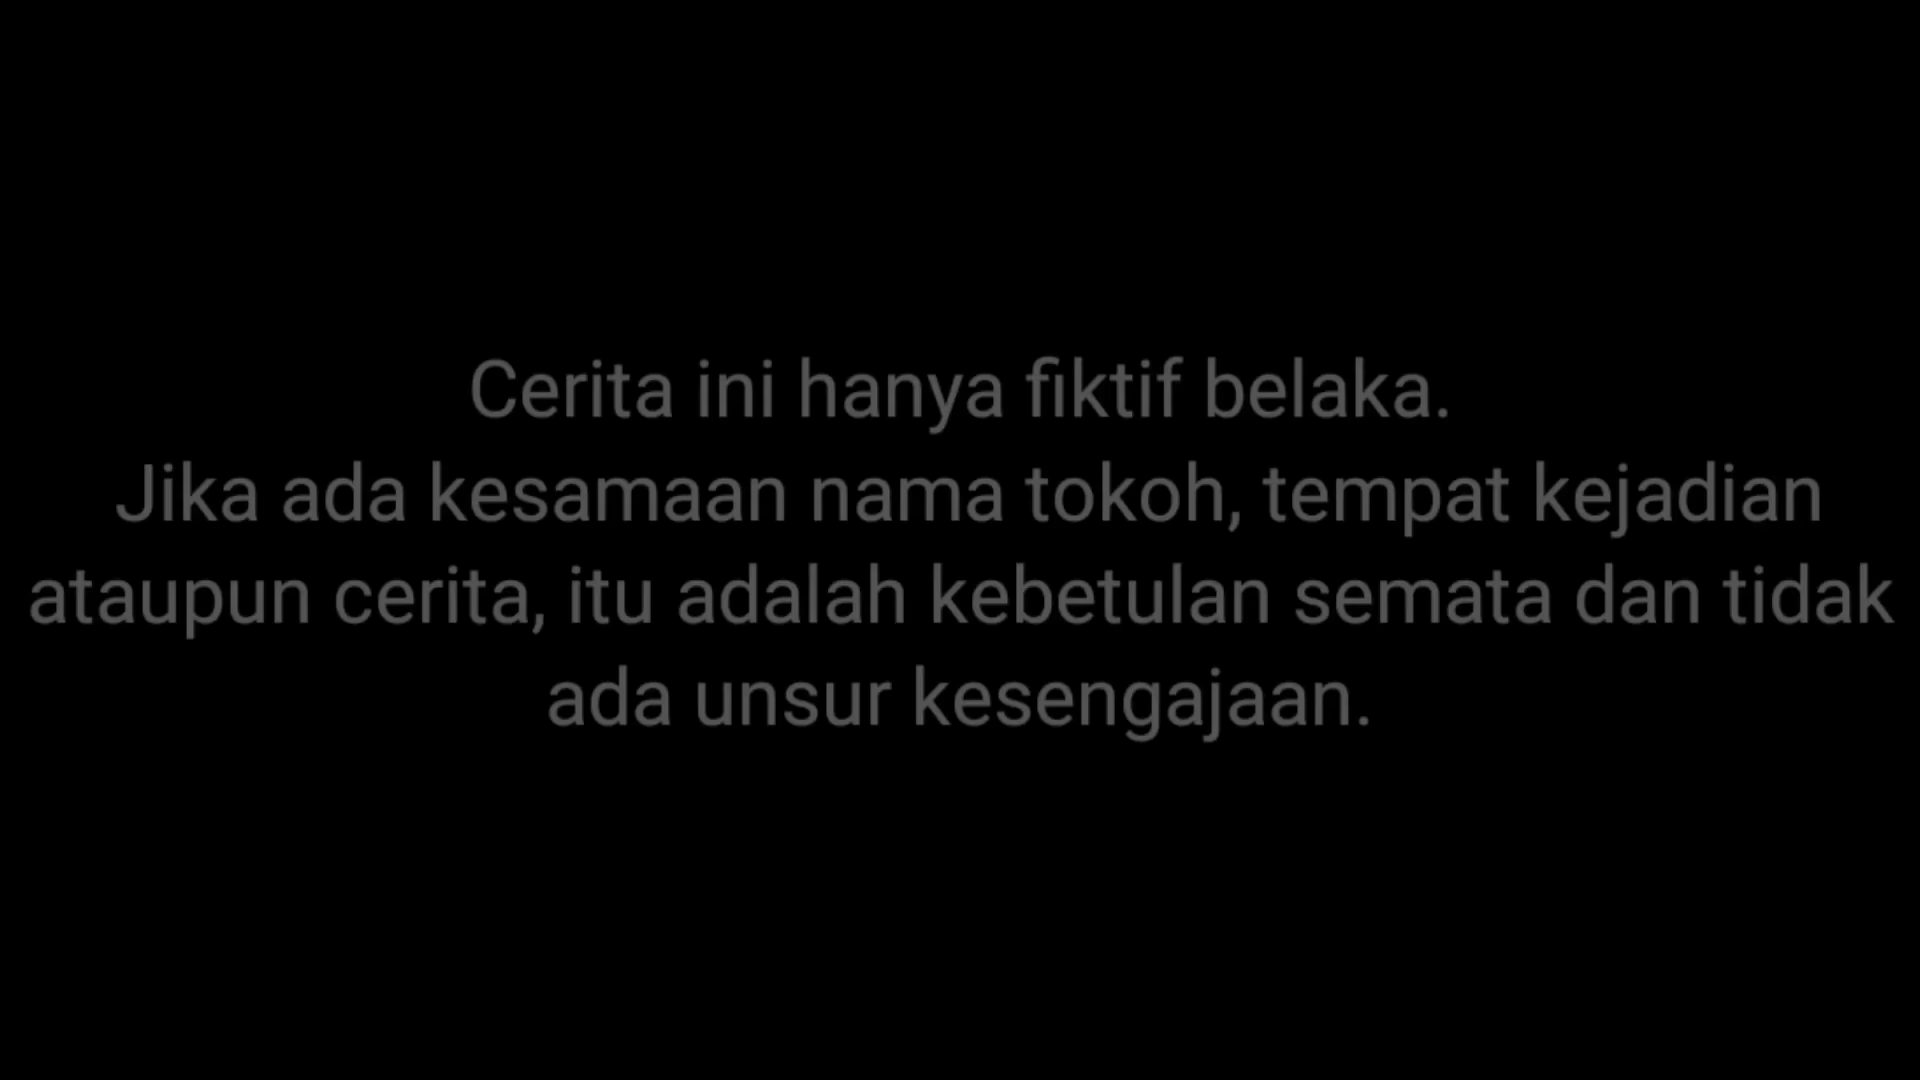 Cerita ini hanya fiktif belaka.
Jika ada kesamaan nama tokoh, tempat kejadian
ataupun cerita, itu adalah kebetulan semata dan tidak
ada unsur kesengajaan.